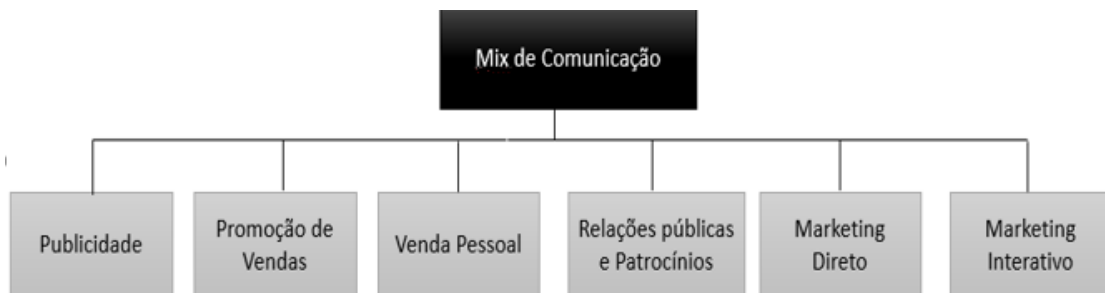 Mix de Comunicação
Publicidade
Promoção de
Vendas
Venda Pessoal
Relações públicas
e Patrocínios
Marketing
Direto
Marketing
Interativo